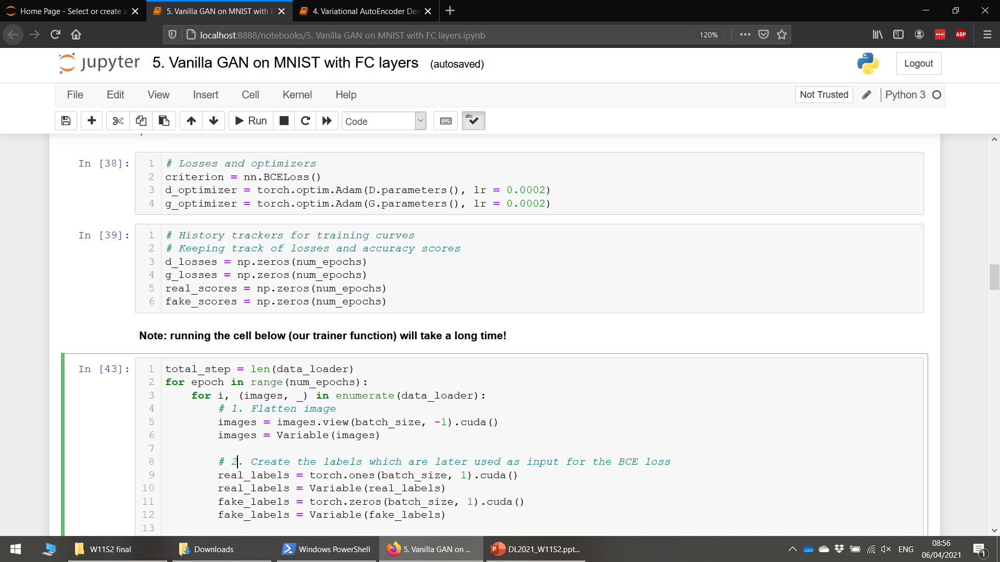 Home Page - Select or create a
5. Vanilla GAN on MNIST with F
4. Variational AutoEncoder Den
localhost:8888/notebooks/5. Vanilla GAN on MNIST with FC layers.ipynb
120%
ABP
jupyter 5. Vanilla GAN on MNIST with FC layers (autosaved)
Logout
File Edit View Insert Cell Kernel Help
Not Trusted
Python 3
Run
Code
abc
In [38]:
1 # Losses and optimizers
2 criterion = nn.BCELoss()
3 d_optimizer = torch.optim.Adam(D.parameters(), lr = 0.0002)
4 g_optimizer = torch.optim.Adam(G.parameters(), lr = 0.0002)
In [39]:
1 # History trackers for training curves
2 # Keeping track of losses and accuracy scores
3 d_losses = np.zeros(num_epochs)
4 g_losses = np.zeros(num_epochs)
5 real_scores = np.zeros(num_epochs)
6 fake_scores = np.zeros(num_epochs)
Note: running the cell below (our trainer function) will take a long time!
In [43]:
1 total_step = len(data_loader)
2 for epoch in range(num_epochs):
3     for i, (images, _) in enumerate(data_loader):
4         # 1. Flatten image
5         images = images.view(batch_size, -1).cuda()
6         images = Variable(images)
7
8         # 2. Create the labels which are later used as input for the BCE loss
9         real_labels = torch.ones(batch_size, 1).cuda()
10         real_labels = Variable(real_labels)
11         fake_labels = torch.zeros(batch_size, 1).cuda()
12         fake_labels = Variable(fake_labels)
13
W11S2 final
Downloads
Windows PowerShell
5. Vanilla GAN on ...
DL2021_W11S2.ppt...
ENG
08:56
06/04/2021
1